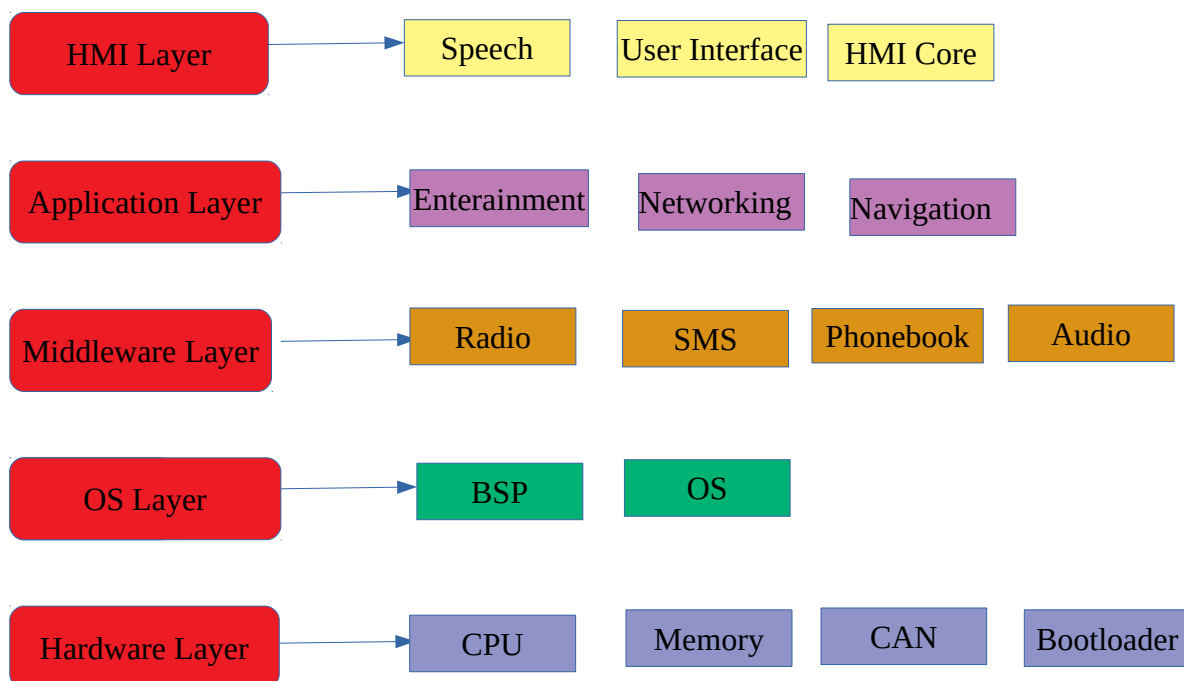 HMI Layer
Speech
User Interface
HMI Core
Application Layer
Enterainment
Networking
Navigation
Middleware Layer
Radio
SMS
Phonebook
Audio
OS Layer
BSP
OS
Hardware Layer
CPU
Memory
CAN
Bootloader